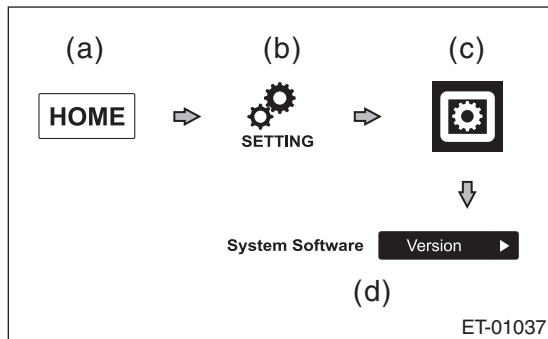 (a) (b) (c)
HOME
SETTING
System Software Version
(d)
ET-01037